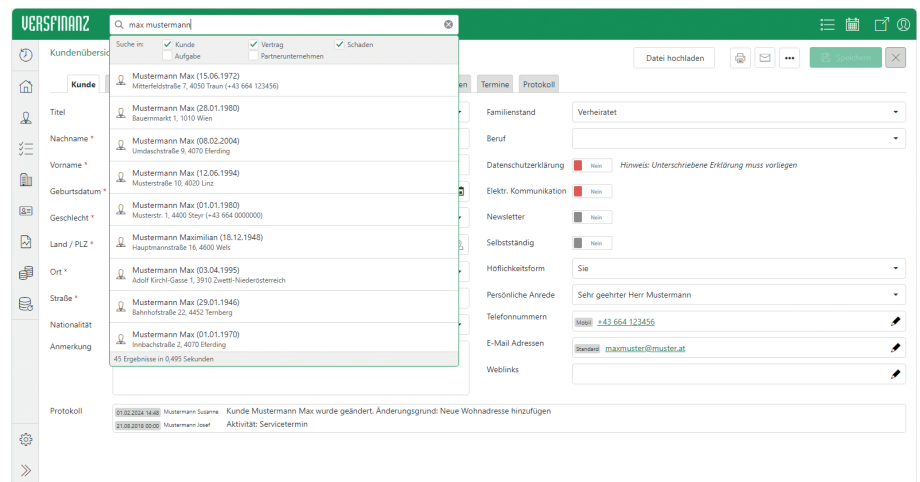 VERSFINANZ
max mustermann
Suche in: Kunde Vertrag Schaden
Aufgabe Partnerunternehmen
Mustermann Max (15.06.1972)
Mitterfeldstraße 7, 4050 Traun (+43 664 123456)
Mustermann Max (28.01.1980)
Bauernmarkt 1, 1010 Wien
Mustermann Max (08.02.2004)
Umdaschstraße 9, 4070 Eferding
Mustermann Max (12.06.1994)
Musterstraße 10, 4020 Linz
Mustermann Max (01.01.1980)
Musterstr. 1, 4400 Steyr (+43 664 0000000)
Mustermann Maximilian (18.12.1948)
Hauptmannstraße 16, 4600 Wels
Mustermann Max (03.04.1995)
Adolf Kirchl-Gasse 1, 3910 Zwettl-Niederösterreich
Mustermann Max (29.01.1946)
Bahnhofstraße 22, 4452 Ternberg
Mustermann Max (01.01.1970)
Innbachstraße 2, 4070 Eferding
45 Ergebnisse in 0,495 Sekunden
Kundenübersic
Datei hochladen
Speichern
Kunde
en
Termine
Protokoll
Titel
Nachname *
Vorname *
Geburtsdatum *
Geschlecht *
Land / PLZ *
Ort *
Straße *
Nationalität
Anmerkung
Familienstand Verheiratet
Beruf
Datenschutzerklärung Nein Hinweis: Unterschriebene Erklärung muss vorliegen
Elektr. Kommunikation Nein
Newsletter Nein
Selbstständig Nein
Höflichkeitsform Sie
Persönliche Anrede Sehr geehrter Herr Mustermann
Telefonnummern Mobil +43 664 123456
E-Mail Adressen Standard maxmuster@muster.at
Weblinks
Protokoll
01.02.2024 14:46 Mustermann Susanne Kunde Mustermann Max wurde geändert. Änderungsgrund: Neue Wohnadresse hinzufügen
21.08.2018 00:00 Mustermann Josef Aktivität: Servicetermin